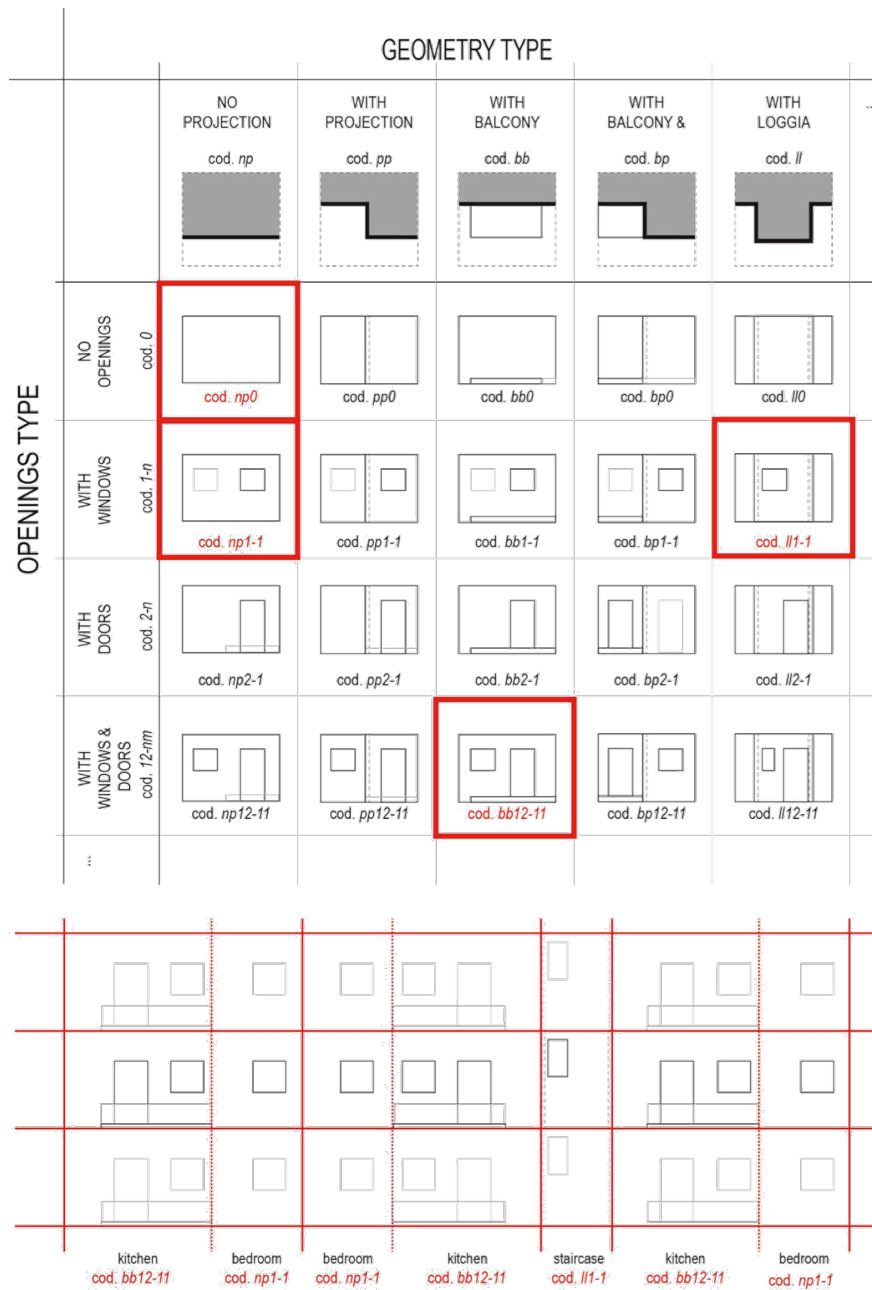 GEOMETRY TYPE
NO
PROJECTION
cod. np
WITH
PROJECTION
cod. pp
WITH
BALCONY
cod. bb
WITH
BALCONY &
cod. bp
WITH
LOGGIA
cod. ll
...
OPENINGS TYPE
NO
OPENINGS
cod. 0
cod. np0
cod. pp0
cod. bb0
cod. bp0
cod. ll0
WITH
WINDOWS
cod. 1-n
cod. np1-1
cod. pp1-1
cod. bb1-1
cod. bp1-1
cod. ll1-1
WITH
DOORS
cod. 2-n
cod. np2-1
cod. pp2-1
cod. bb2-1
cod. bp2-1
cod. ll2-1
WITH
WINDOWS &
DOORS
cod. 12-nm
cod. np12-11
cod. pp12-11
cod. bb12-11
cod. bp12-11
cod. ll12-11
...
kitchen
cod. bb12-11
bedroom
cod. np1-1
bedroom
cod. np1-1
kitchen
cod. bb12-11
staircase
cod. ll1-1
kitchen
cod. bb12-11
bedroom
cod. np1-1